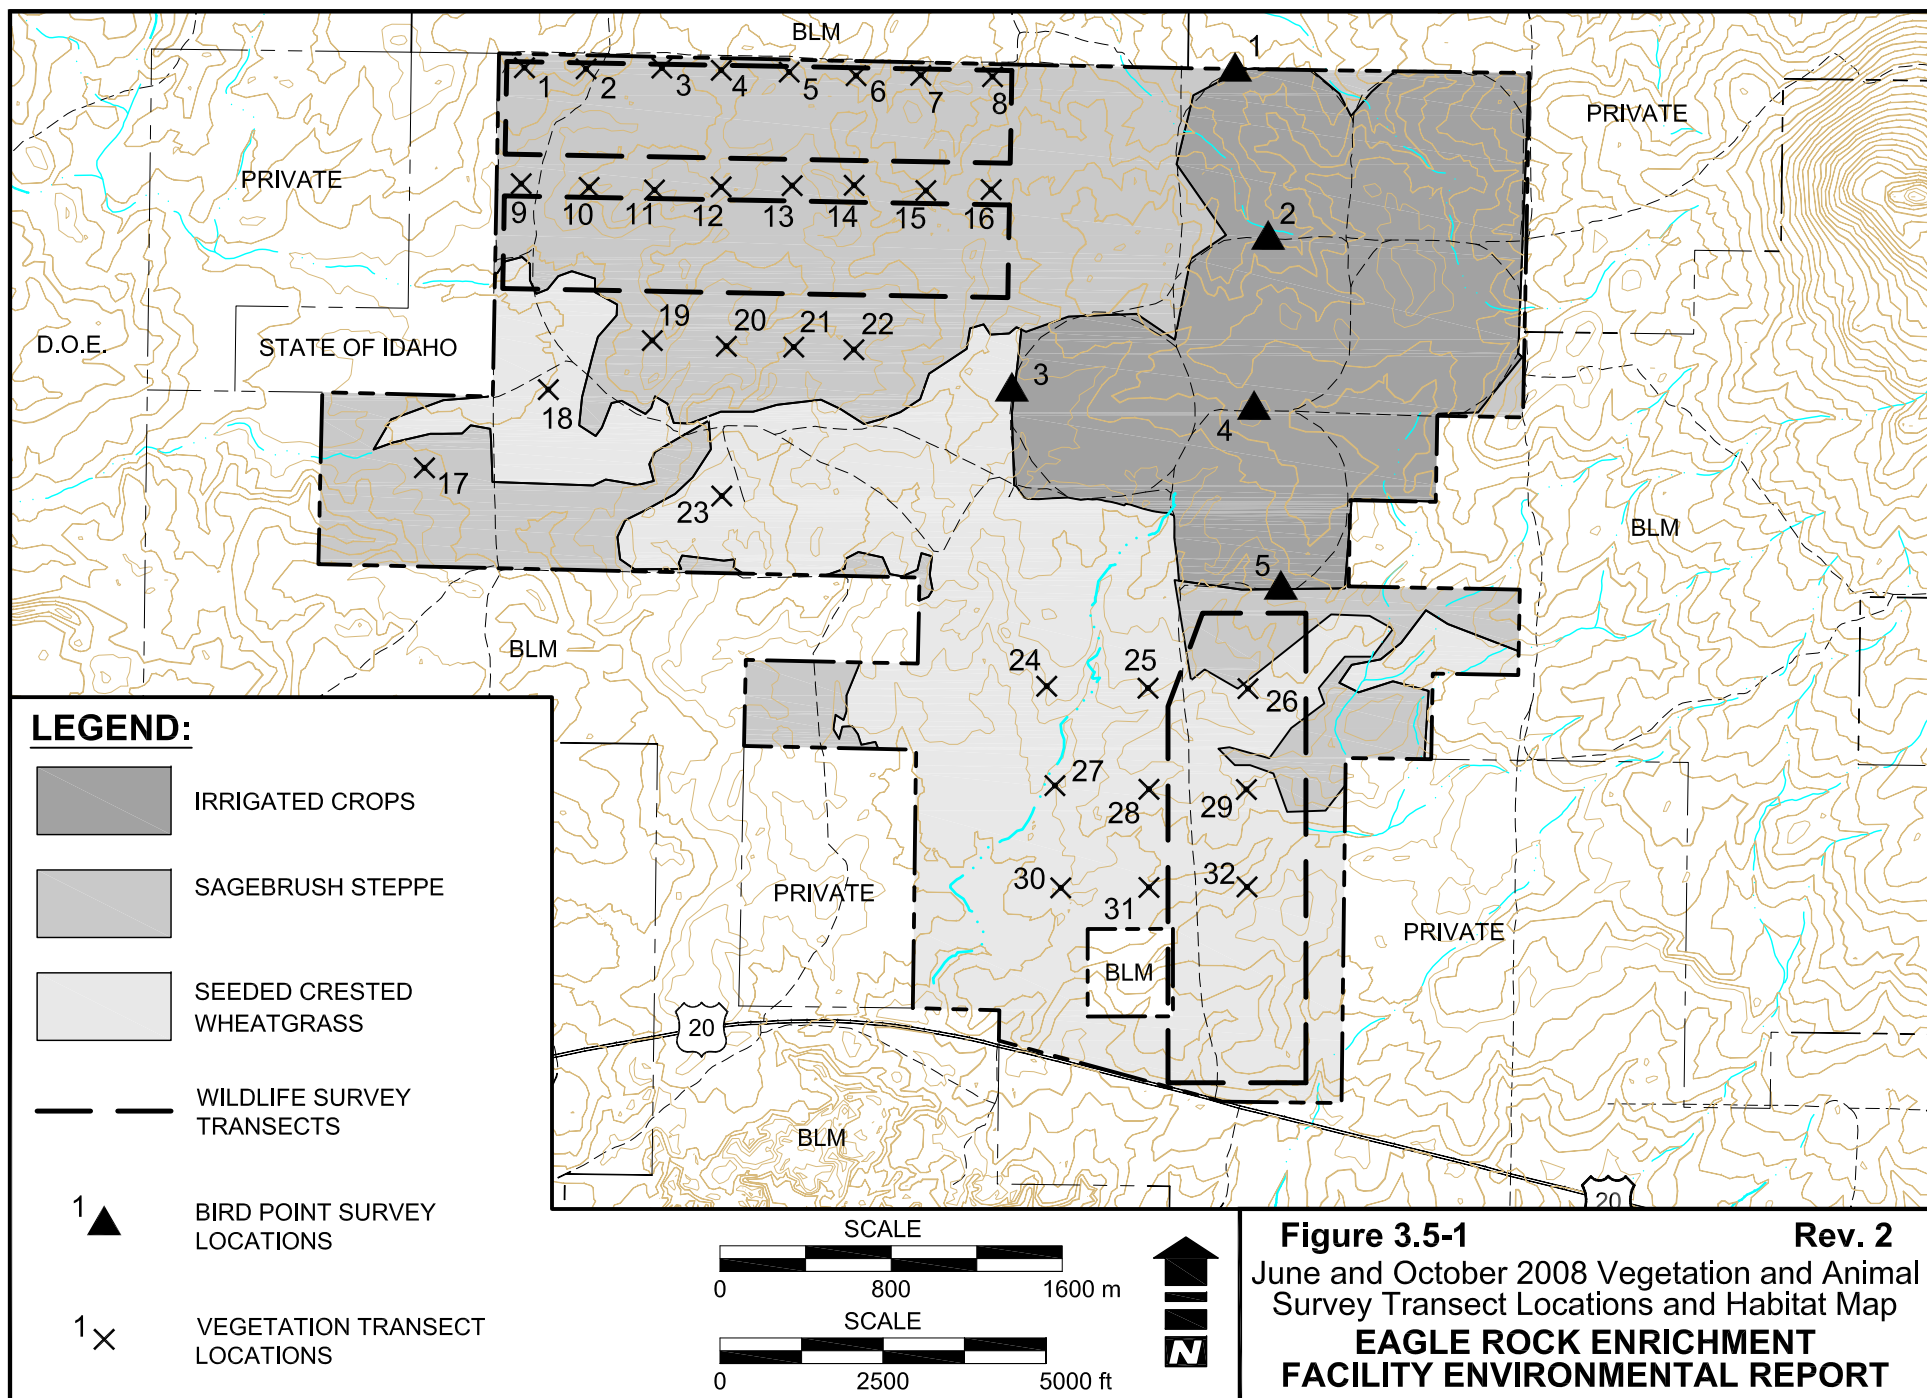 BLM
1
PRIVATE
1
2
3
4
5
6
7
8
PRIVATE
9
10
11
12
13
14
15
16
2
D.O.E.
STATE OF IDAHO
19
20
21
22
3
18
4
17
23
BLM
5
BLM
24
25
26
27
28
29
30
31
32
PRIVATE
PRIVATE
BLM
20
BLM
20
LEGEND:
IRRIGATED CROPS
SAGEBRUSH STEPPE
SEEDED CRESTED
WHEATGRASS
WILDLIFE SURVEY
TRANSECTS
1
BIRD POINT SURVEY
LOCATIONS
1
VEGETATION TRANSECT
LOCATIONS
SCALE
0 800 1600 m
SCALE
0 2500 5000 ft
N
Figure 3.5-1 Rev. 2
June and October 2008 Vegetation and Animal
Survey Transect Locations and Habitat Map
EAGLE ROCK ENRICHMENT
FACILITY ENVIRONMENTAL REPORT